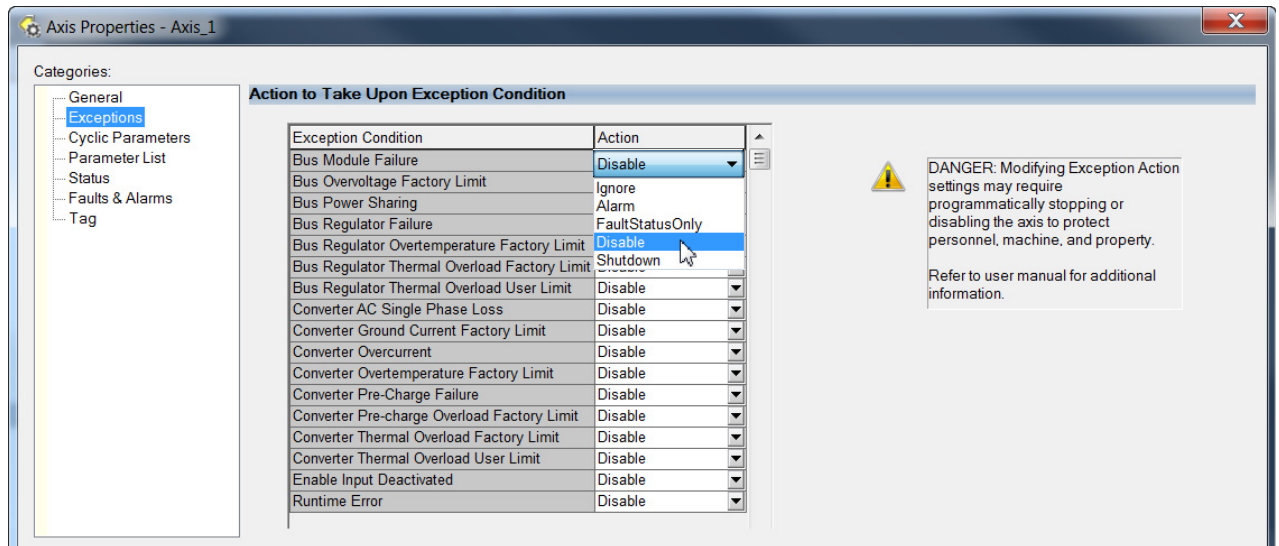 Axis Properties - Axis_1
Categories:
General
Exceptions
Cyclic Parameters
Parameter List
Status
Faults & Alarms
Tag
Action to Take Upon Exception Condition
Exception Condition Action
Bus Module Failure Disable
Bus Overvoltage Factory Limit
Bus Power Sharing
Bus Regulator Failure
Bus Regulator Overtemperature Factory Limit
Bus Regulator Thermal Overload Factory Limit
Ignore
Alarm
FaultStatusOnly
Disable
Shutdown
Bus Regulator Thermal Overload User Limit Disable
Converter AC Single Phase Loss Disable
Converter Ground Current Factory Limit Disable
Converter Overcurrent Disable
Converter Overtemperature Factory Limit Disable
Converter Pre-Charge Failure Disable
Converter Pre-charge Overload Factory Limit Disable
Converter Thermal Overload Factory Limit Disable
Converter Thermal Overload User Limit Disable
Enable Input Deactivated Disable
Runtime Error Disable
DANGER: Modifying Exception Action
settings may require
programmatically stopping or
disabling the axis to protect
personnel, machine, and property.
Refer to user manual for additional
information.